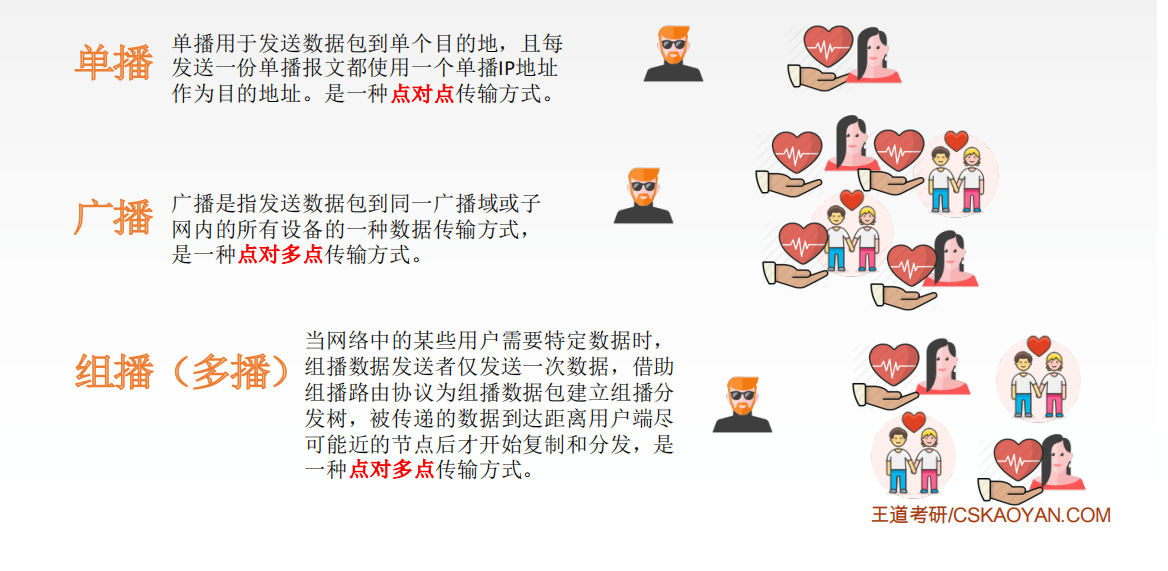 单播
单播用于发送数据包到单个目的地，且每
发送一份单播报文都使用一个单播IP地址
作为目的地址。是一种点对点传输方式。
广播
广播是指发送数据包到同一广播域或子
网内的所有设备的一种数据传输方式，
是一种点对多点传输方式。
组播（多播）
当网络中的某些用户需要特定数据时，
组播数据发送者仅发送一次数据，借助
组播路由协议为组播数据包建立组播分
发树，被传递的数据到达距离用户端尽
可能近的节点后才开始复制和分发，是
一种点对多点传输方式。
王道考研/CSKAOYAN.COM